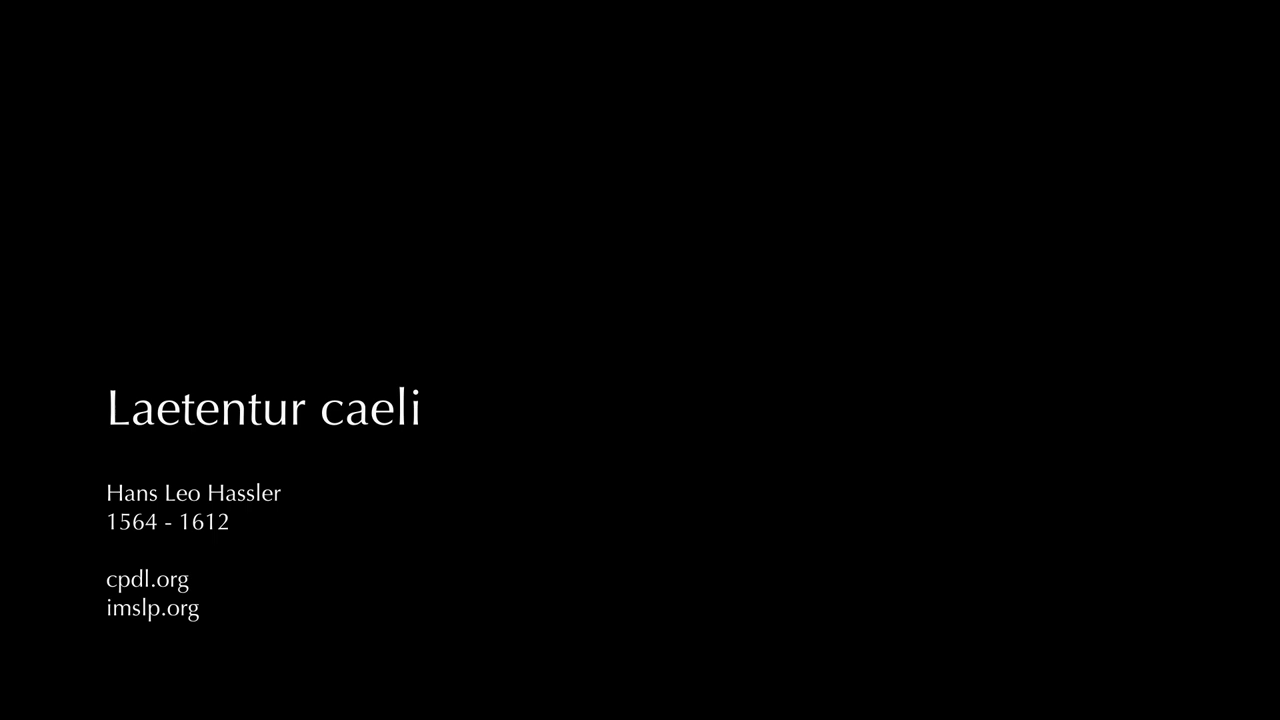 Laetentur caeli
Hans Leo Hassler
1564 - 1612
cpdl.org
imslp.org